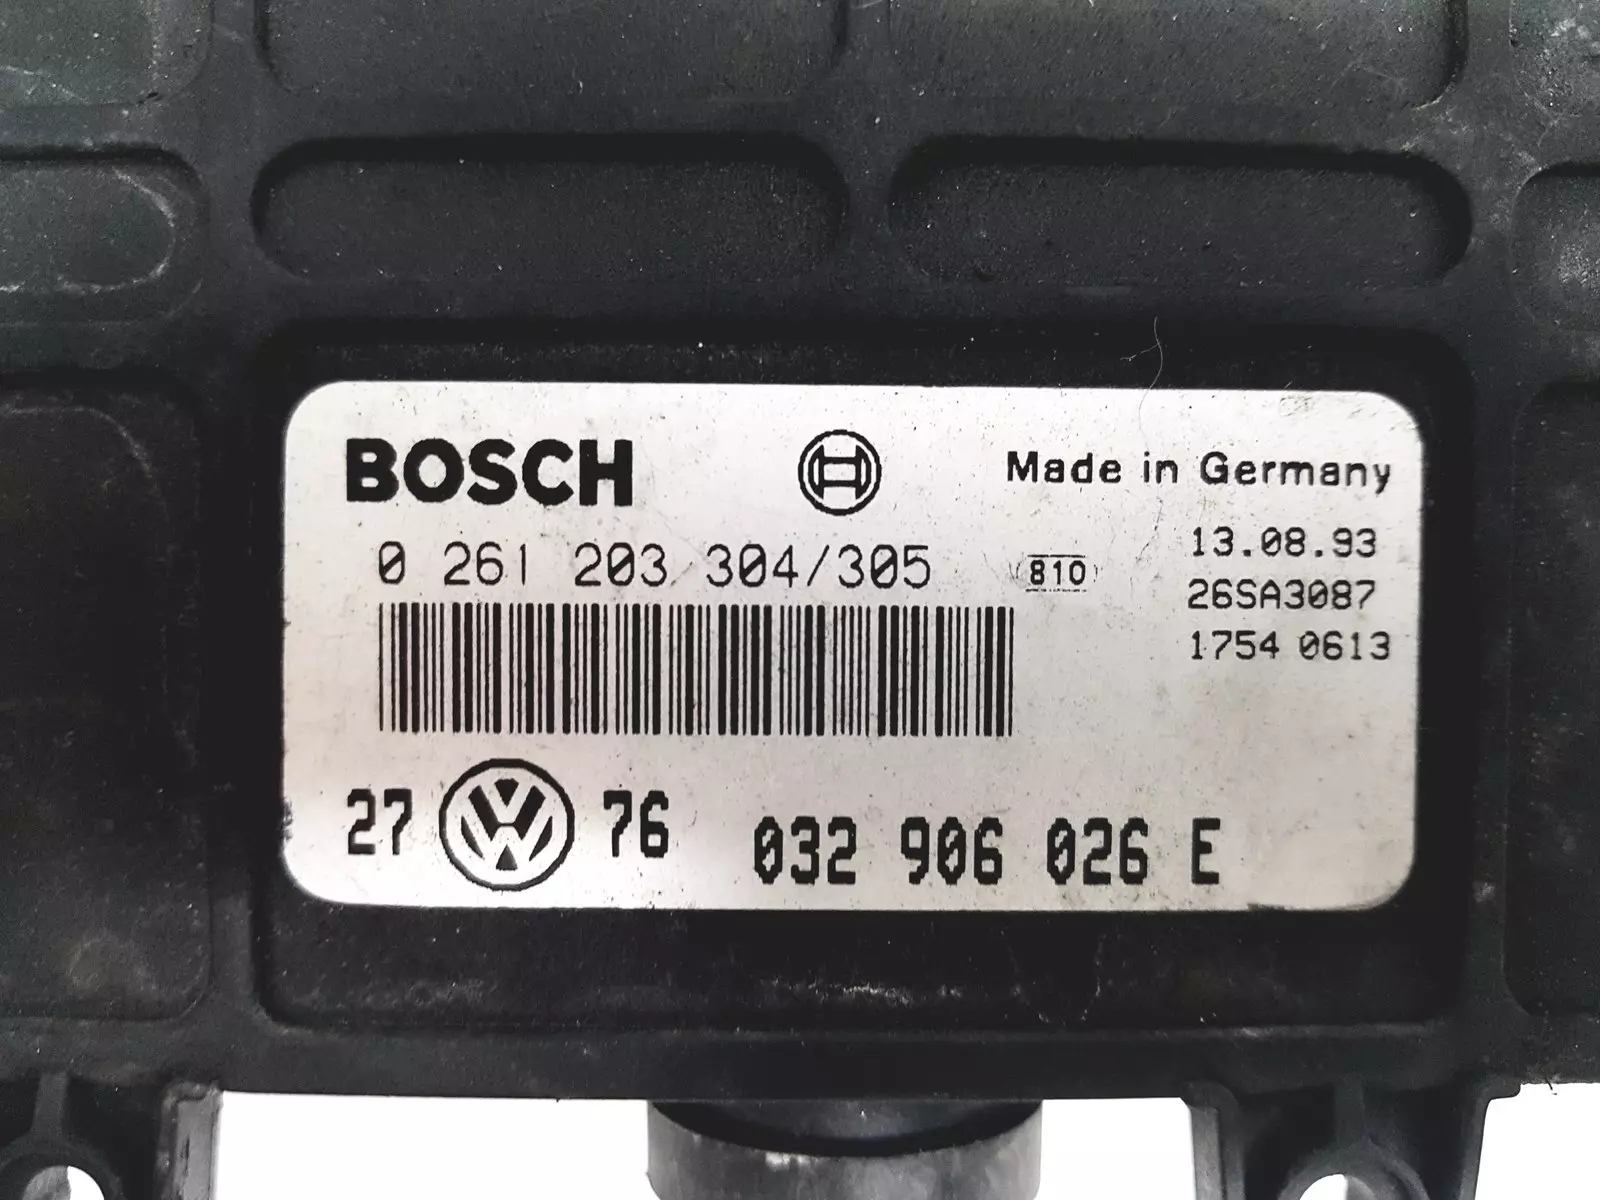 BOSCH
Made in Germany
0 261 203 304/305
810
13.08.93
26SA3087
1754 0613
27 VW 76 032 906 026 E